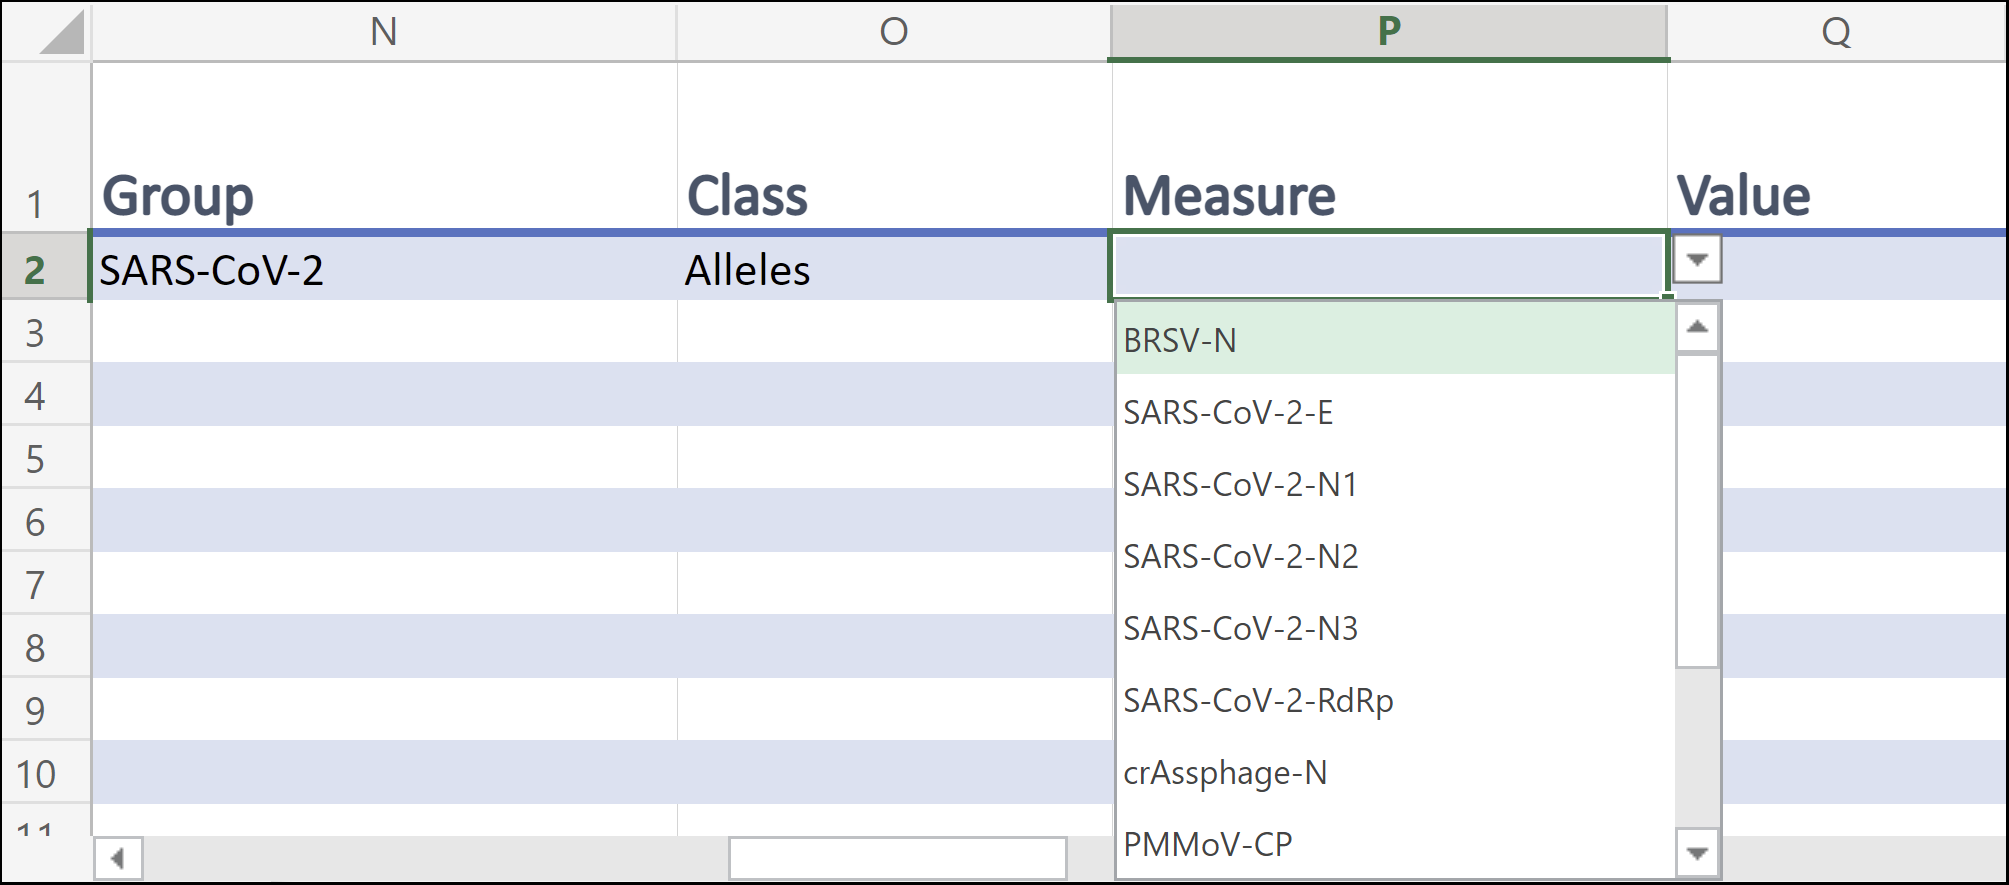 N O P Q
1 Group Class Measure Value
2 SARS-CoV-2 Alleles
3 BRSV-N
4 SARS-CoV-2-E
5 SARS-CoV-2-N1
6 SARS-CoV-2-N2
7 SARS-CoV-2-N3
8
9 SARS-CoV-2-RdRp
10 crAssphage-N
11 PMMoV-CP